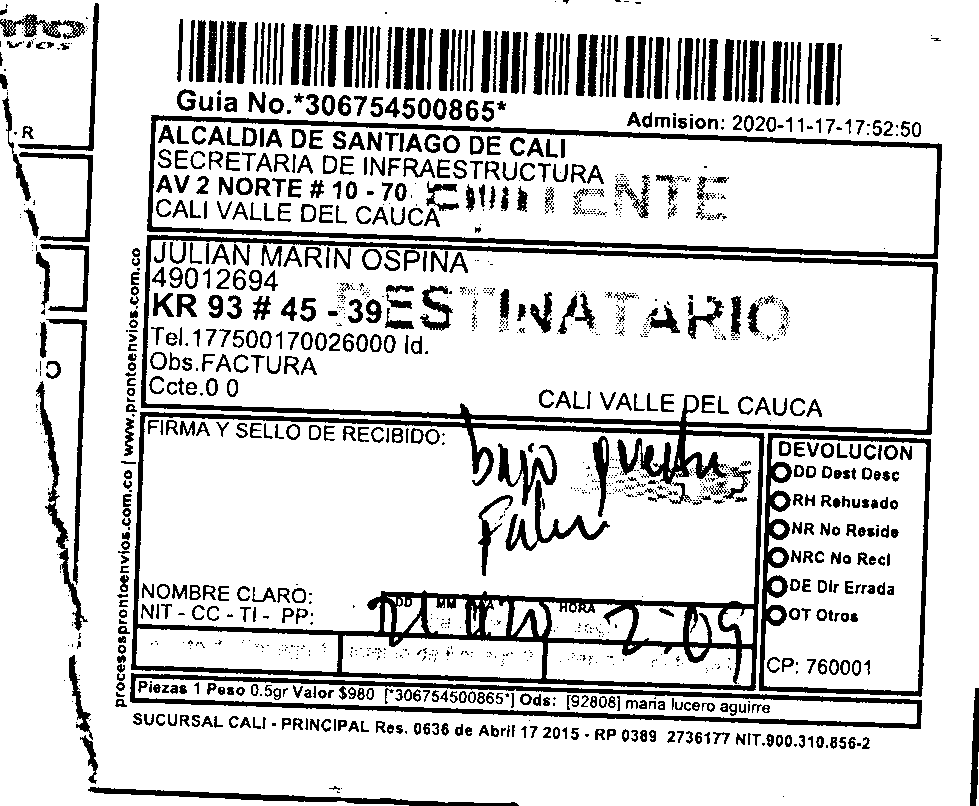 Guia No.*306754500865*
Admision: 2020-11-17-17:52:50
R
ALCALDIA DE SANTIAGO DE CALI
SECRETARIA DE INFRAESTRUCTURA
AV 2 NORTE # 10 - 70
CALI VALLE DEL CAUCA
JULIAN MARIN OSPINA
49012694
KR 93 # 45 - 39
DESTINATARIO
Tel.177500170026000 Id.
Obs.FACTURA
Ccte.0 0
CALI VALLE DEL CAUCA
procesosprontoenvios.com.co | www.prontoenvios.com.co
FIRMA Y SELLO DE RECIBIDO:
bajo puerta
NOMBRE CLARO:
NIT - CC - TI - PP:
DD MM HORA
2:09
DEVOLUCION
DD Dest Desc
RH Rehusado
NR No Reside
NRC No Recl
DE Dir Errada
OT Otros
CP: 760001
Piezas 1 Peso 0.5gr Valor $980 [*306754500865*] Ods: [92808] maria lucero aguirre
SUCURSAL CALI - PRINCIPAL Res. 0636 de Abril 17 2015 - RP 0389 2736177 NIT.900.310.856-2